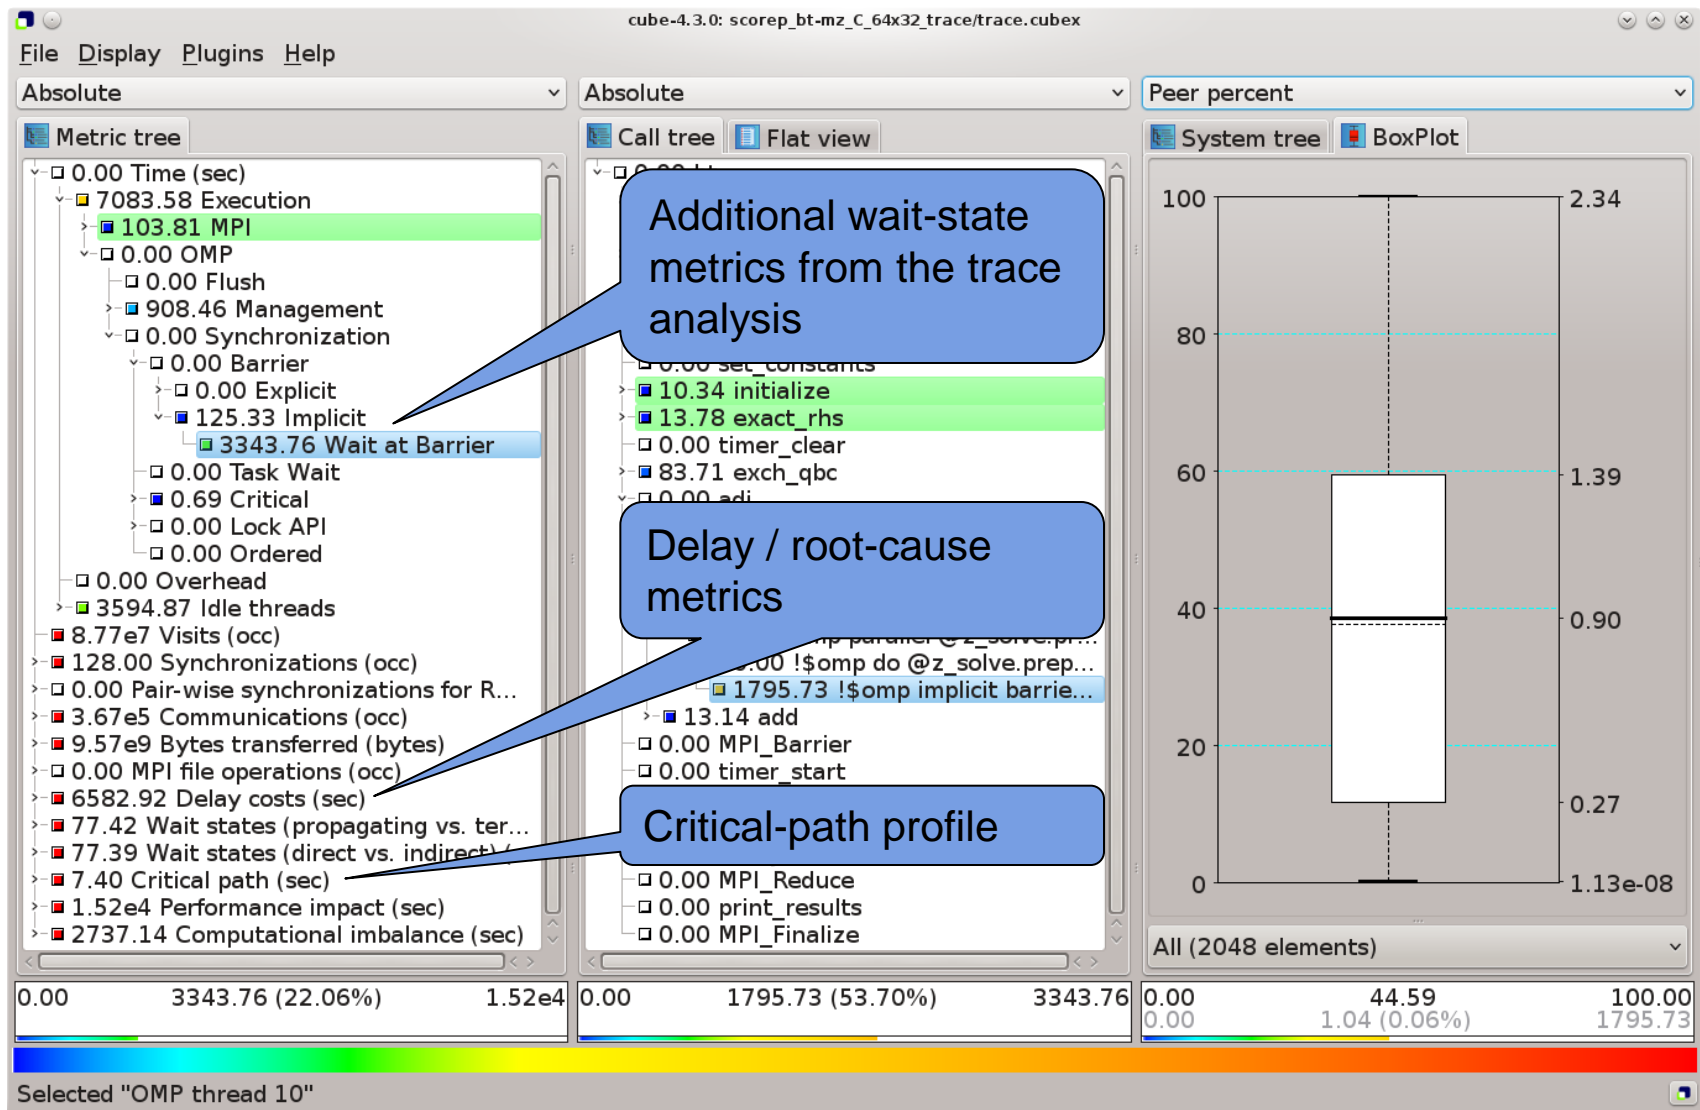 cube-4.3.0: scorep_bt-mz_C_64x32_trace/trace.cubex
File Display Plugins Help
Absolute
Absolute
Peer percent
Metric tree
Call tree
Flat view
System tree
BoxPlot
0.00 Time (sec)
7083.58 Execution
103.81 MPI
0.00 OMP
0.00 Flush
908.46 Management
0.00 Synchronization
0.00 Barrier
0.00 Explicit
125.33 Implicit
3343.76 Wait at Barrier
0.00 Task Wait
0.69 Critical
0.00 Lock API
0.00 Ordered
0.00 Overhead
3594.87 Idle threads
8.77e7 Visits (occ)
128.00 Synchronizations (occ)
0.00 Pair-wise synchronizations for R...
3.67e5 Communications (occ)
9.57e9 Bytes transferred (bytes)
0.00 MPI file operations (occ)
6582.92 Delay costs (sec)
77.42 Wait states (propagating vs. ter...
77.39 Wait states (direct vs. indirect)
7.40 Critical path (sec)
1.52e4 Performance impact (sec)
2737.14 Computational imbalance (sec)
Additional wait-state
metrics from the trace
analysis
0.00 set_constants
10.34 initialize
13.78 exact_rhs
0.00 timer_clear
83.71 exch_qbc
0.00 adi
Delay / root-cause
metrics
parallel @z_solve.pr...
!$omp do @z_solve.prep...
1795.73 !$omp implicit barrie...
13.14 add
0.00 MPI_Barrier
0.00 timer_start
Critical-path profile
0.00 MPI_Reduce
0.00 print_results
0.00 MPI_Finalize
100
80
60
40
20
0
2.34
1.39
0.90
0.27
1.13e-08
All (2048 elements)
0.00 3343.76 (22.06%) 1.52e4
0.00 1795.73 (53.70%) 3343.76
0.00 44.59 100.00
0.00 1.04 (0.06%) 1795.73
Selected "OMP thread 10"